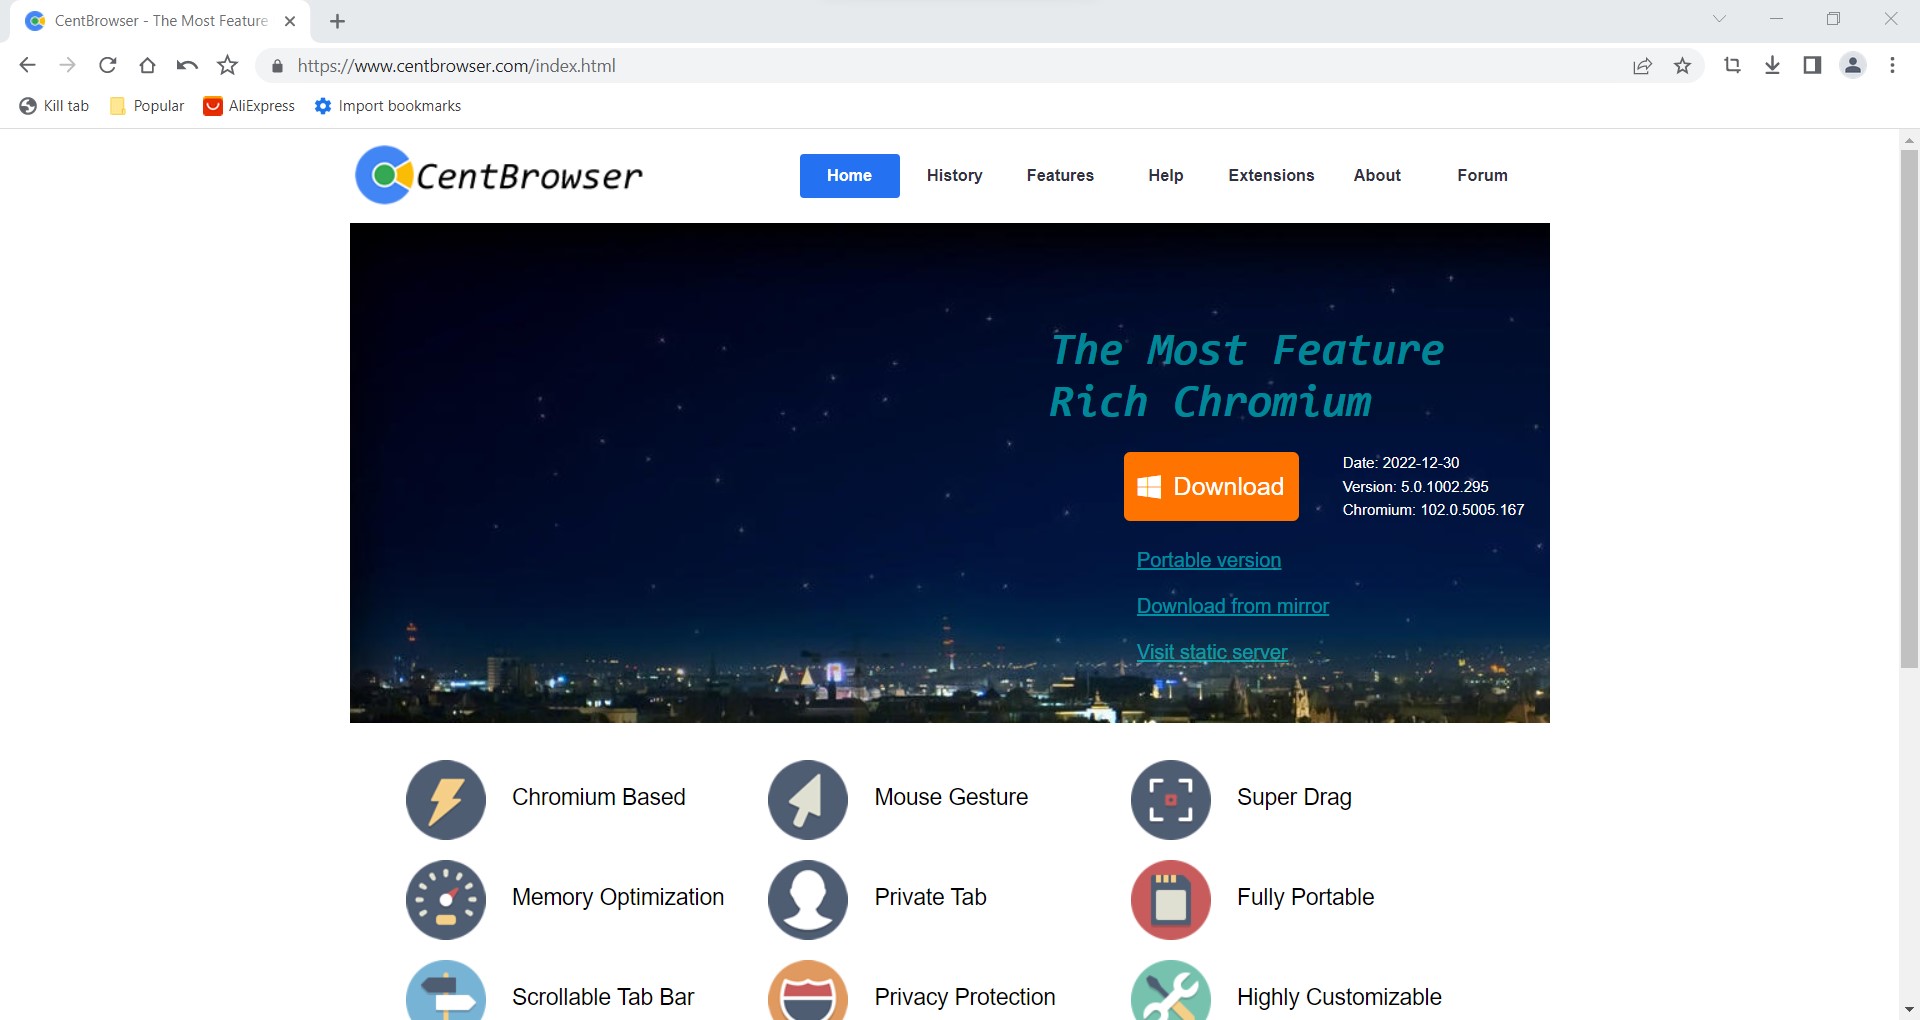 CentBrowser - The Most Feature
https://www.centbrowser.com/index.html
Kill tab Popular AliExpress Import bookmarks
CentBrowser
Home History Features Help Extensions About Forum
The Most Feature
Rich Chromium
Download
Date: 2022-12-30
Version: 5.0.1002.295
Chromium: 102.0.5005.167
Portable version
Download from mirror
Visit static server
Chromium Based Mouse Gesture Super Drag
Memory Optimization Private Tab Fully Portable
Scrollable Tab Bar Privacy Protection Highly Customizable